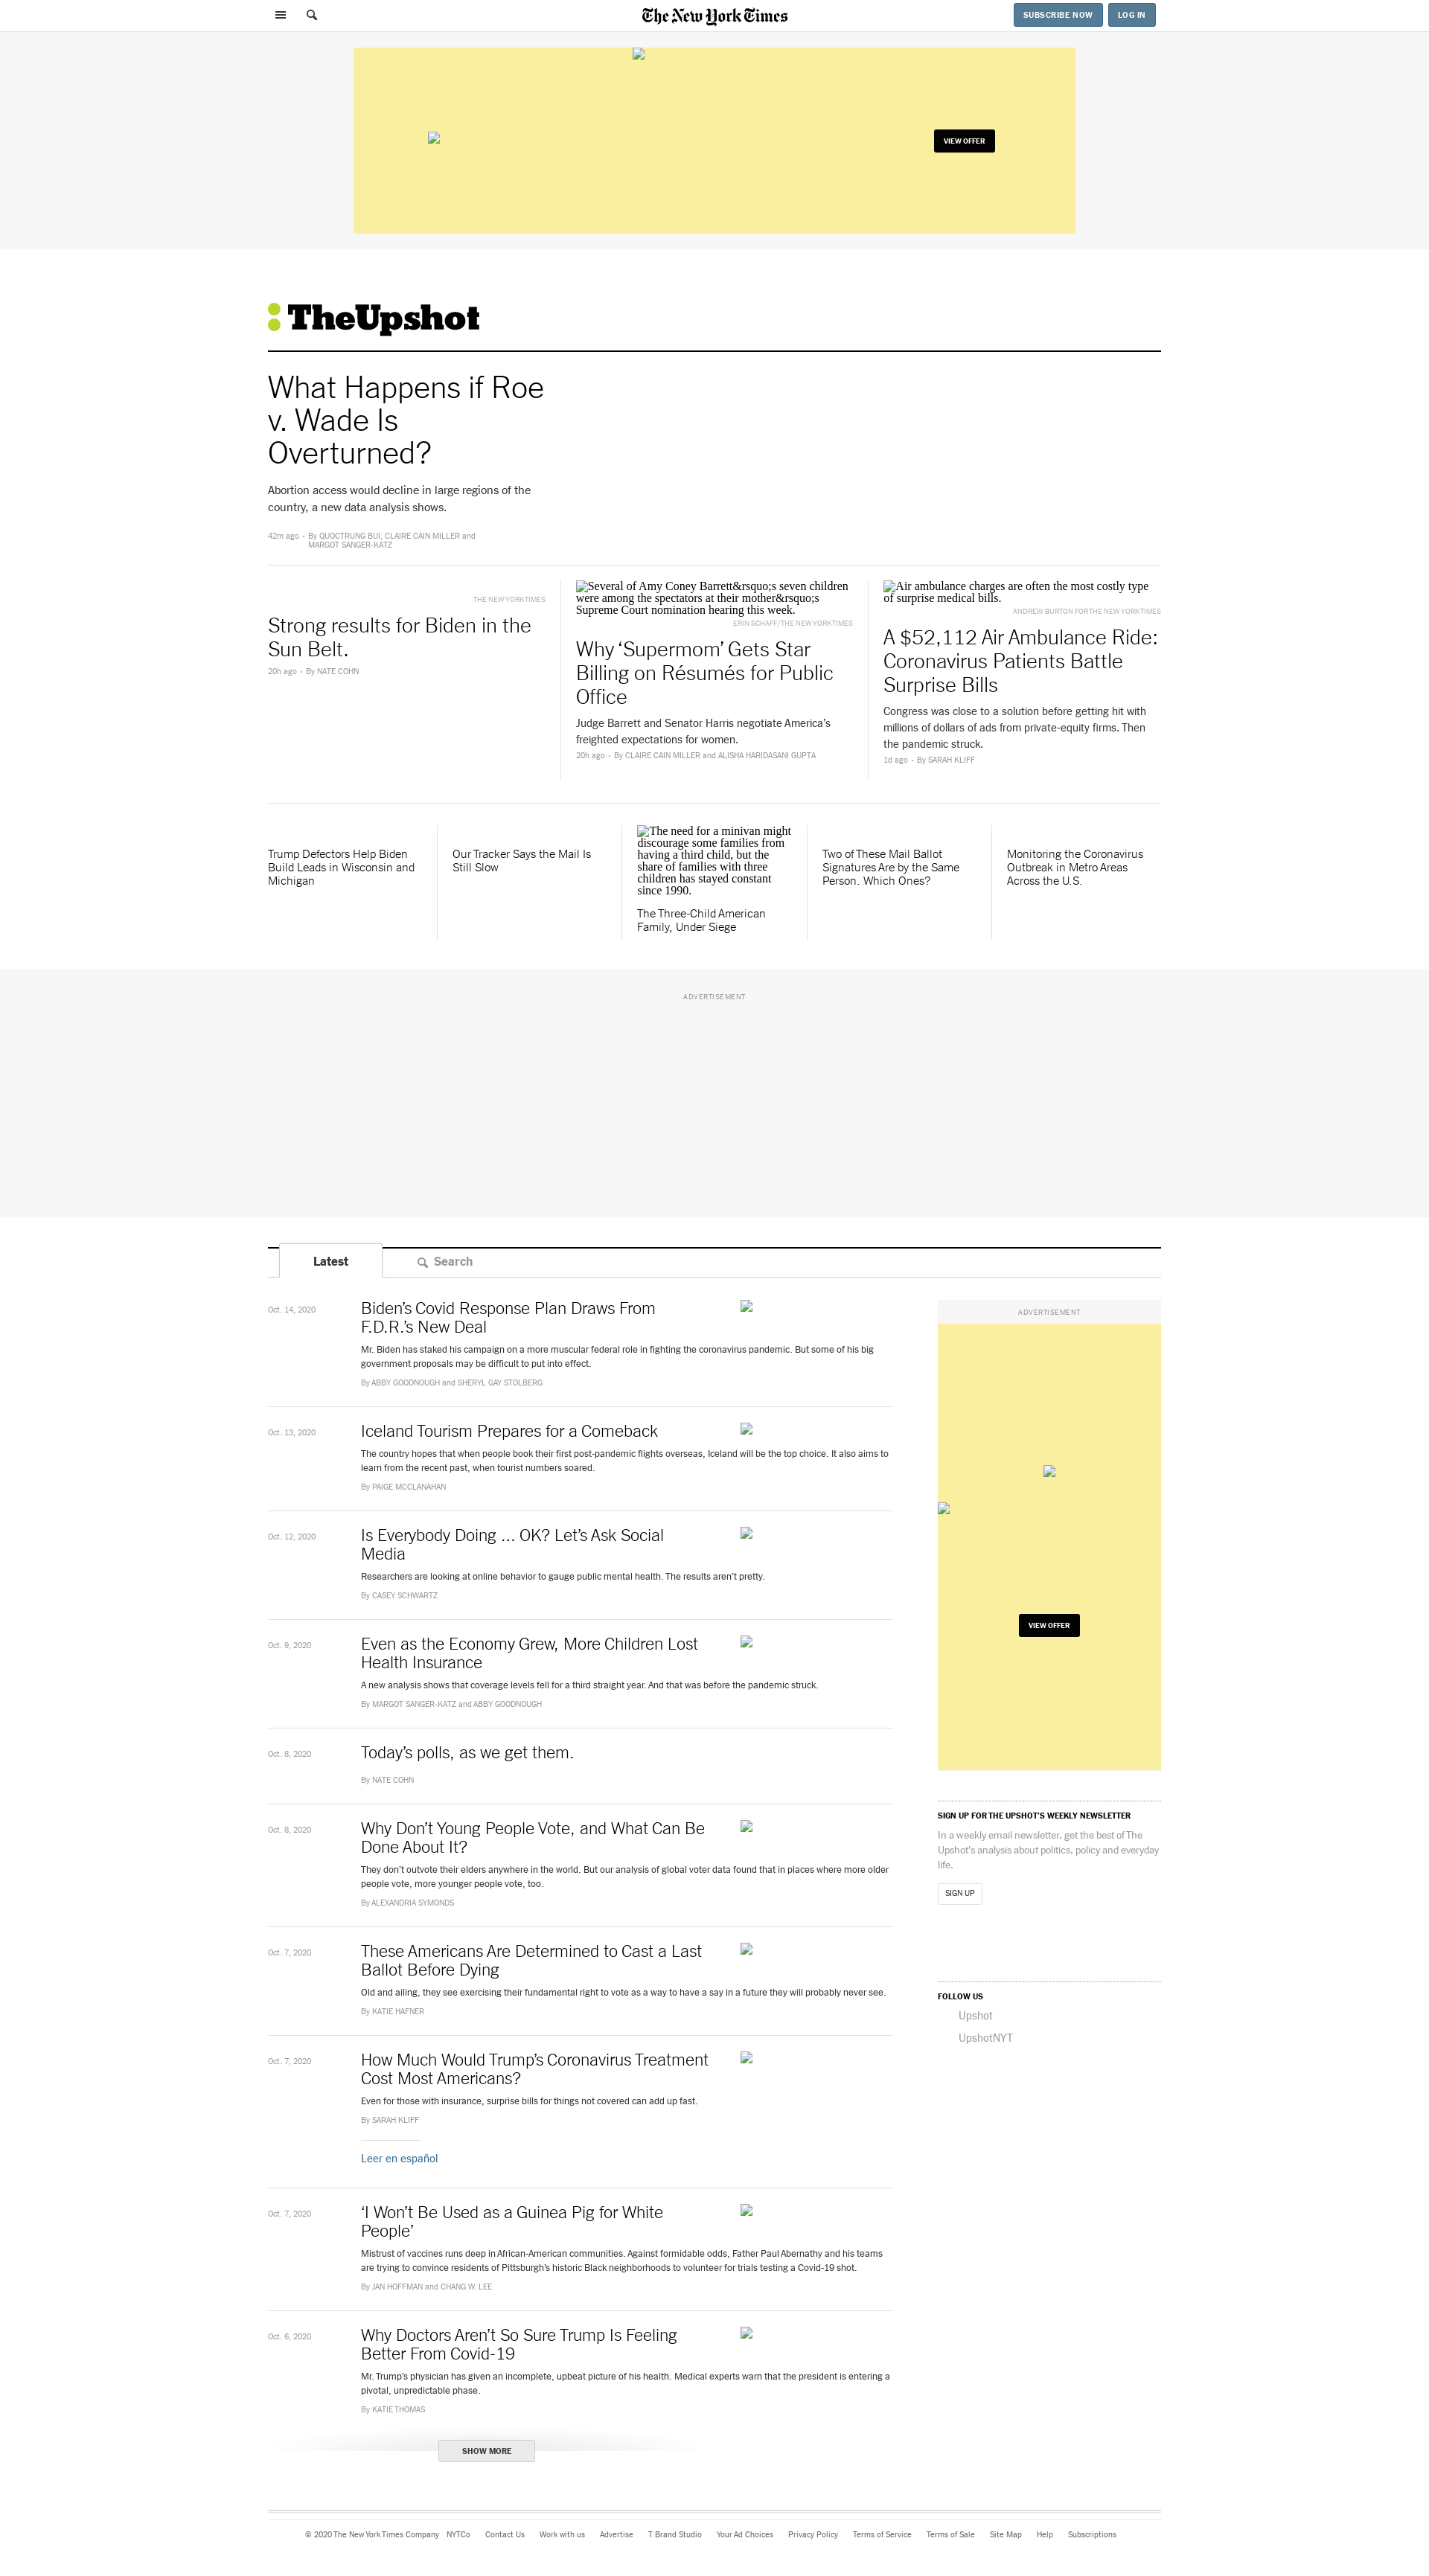 The New York Times
SUBSCRIBE NOW
LOG IN
VIEW OFFER
TheUpshot
What Happens if Roe
v. Wade Is
Overturned?
Abortion access would decline in large regions of the
country, a new data analysis shows.
42m ago • By QUOCTRUNG BUI, CLAIRE CAIN MILLER and
MARGOT SANGER-KATZ
THE NEW YORK TIMES
Strong results for Biden in the
Sun Belt.
20h ago • By NATE COHN
Several of Amy Coney Barrett&rsquo;s seven children
were among the spectators at their mother&rsquo;s
Supreme Court nomination hearing this week.
ERIN SCHAFF/THE NEW YORK TIMES
Why ‘Supermom’ Gets Star
Billing on Résumés for Public
Office
Judge Barrett and Senator Harris negotiate America’s
freighted expectations for women.
20h ago • By CLAIRE CAIN MILLER and ALISHA HARIDASANI GUPTA
Air ambulance charges are often the most costly type
of surprise medical bills.
ANDREW BURTON FOR THE NEW YORK TIMES
A $52,112 Air Ambulance Ride:
Coronavirus Patients Battle
Surprise Bills
Congress was close to a solution before getting hit with
millions of dollars of ads from private-equity firms. Then
the pandemic struck.
1d ago • By SARAH KLIFF
Trump Defectors Help Biden
Build Leads in Wisconsin and
Michigan
Our Tracker Says the Mail Is
Still Slow
The need for a minivan might
discourage some families from
having a third child, but the
share of families with three
children has stayed constant
since 1990.
The Three-Child American
Family, Under Siege
Two of These Mail Ballot
Signatures Are by the Same
Person. Which Ones?
Monitoring the Coronavirus
Outbreak in Metro Areas
Across the U.S.
ADVERTISEMENT
Latest
Search
Oct. 14, 2020
Biden’s Covid Response Plan Draws From
F.D.R.’s New Deal
Mr. Biden has staked his campaign on a more muscular federal role in fighting the coronavirus pandemic. But some of his big
government proposals may be difficult to put into effect.
By ABBY GOODNOUGH and SHERYL GAY STOLBERG
Oct. 13, 2020
Iceland Tourism Prepares for a Comeback
The country hopes that when people book their first post-pandemic flights overseas, Iceland will be the top choice. It also aims to
learn from the recent past, when tourist numbers soared.
By PAIGE MCCLANAHAN
Oct. 12, 2020
Is Everybody Doing ... OK? Let’s Ask Social
Media
Researchers are looking at online behavior to gauge public mental health. The results aren’t pretty.
By CASEY SCHWARTZ
Oct. 9, 2020
Even as the Economy Grew, More Children Lost
Health Insurance
A new analysis shows that coverage levels fell for a third straight year. And that was before the pandemic struck.
By MARGOT SANGER-KATZ and ABBY GOODNOUGH
Oct. 8, 2020
Today’s polls, as we get them.
By NATE COHN
Oct. 8, 2020
Why Don’t Young People Vote, and What Can Be
Done About It?
They don’t outvote their elders anywhere in the world. But our analysis of global voter data found that in places where more older
people vote, more younger people vote, too.
By ALEXANDRIA SYMONDS
Oct. 7, 2020
These Americans Are Determined to Cast a Last
Ballot Before Dying
Old and ailing, they see exercising their fundamental right to vote as a way to have a say in a future they will probably never see.
By KATIE HAFNER
Oct. 7, 2020
How Much Would Trump’s Coronavirus Treatment
Cost Most Americans?
Even for those with insurance, surprise bills for things not covered can add up fast.
By SARAH KLIFF
Leer en español
Oct. 7, 2020
‘I Won’t Be Used as a Guinea Pig for White
People’
Mistrust of vaccines runs deep in African-American communities. Against formidable odds, Father Paul Abernathy and his teams
are trying to convince residents of Pittsburgh’s historic Black neighborhoods to volunteer for trials testing a Covid-19 shot.
By JAN HOFFMAN and CHANG W. LEE
Oct. 6, 2020
Why Doctors Aren’t So Sure Trump Is Feeling
Better From Covid-19
Mr. Trump’s physician has given an incomplete, upbeat picture of his health. Medical experts warn that the president is entering a
pivotal, unpredictable phase.
By KATIE THOMAS
SHOW MORE
ADVERTISEMENT
VIEW OFFER
SIGN UP FOR THE UPSHOT’S WEEKLY NEWSLETTER
In a weekly email newsletter, get the best of The
Upshot’s analysis about politics, policy and everyday
life.
SIGN UP
FOLLOW US
Upshot
UpshotNYT
© 2020 The New York Times Company NYTCo Contact Us Work with us Advertise T Brand Studio Your Ad Choices Privacy Policy Terms of Service Terms of Sale Site Map Help Subscriptions